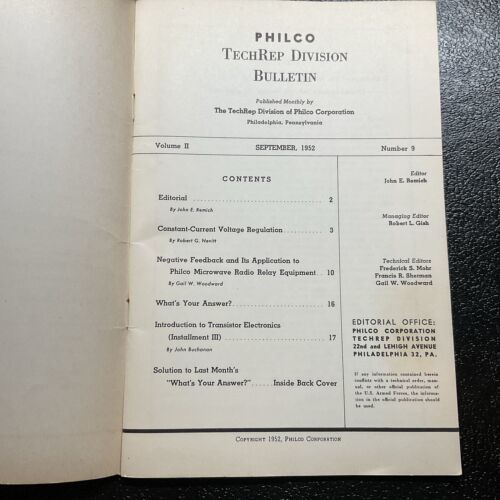 PHILCO
TECHREP DIVISION
BULLETIN
Published Monthly by
The TechRep Division of Philco Corporation
Philadelphia, Pennsylvania
Volume II SEPTEMBER, 1952 Number 9
CONTENTS
Editorial .......................... 2
By John E. Remich
Constant-Current Voltage Regulation .......... 3
By Robert G. Nevitt
Negative Feedback and Its Application to
Philco Microwave Radio Relay Equipment .. 10
By Gail W. Woodward
What's Your Answer? .................... 16
Introduction to Transistor Electronics
(Installment III) ...................... 17
By John Buchanan
Solution to Last Month's
"What's Your Answer?" ..... Inside Back Cover
Editor
John E. Remich
Managing Editor
Robert L. Gish
Technical Editors
Frederick S. Mohr
Francis R. Sherman
Gail W. Woodward
EDITORIAL OFFICE:
PHILCO CORPORATION
TECHREP DIVISION
22nd and LEHIGH AVENUE
PHILADELPHIA 32, PA.
If any information contained herein
conflicts with a technical order, man-
ual, or other official publication of
the U.S. Armed Forces, the informa-
tion in the official publication should
be used.
COPYRIGHT 1952, PHILCO CORPORATION